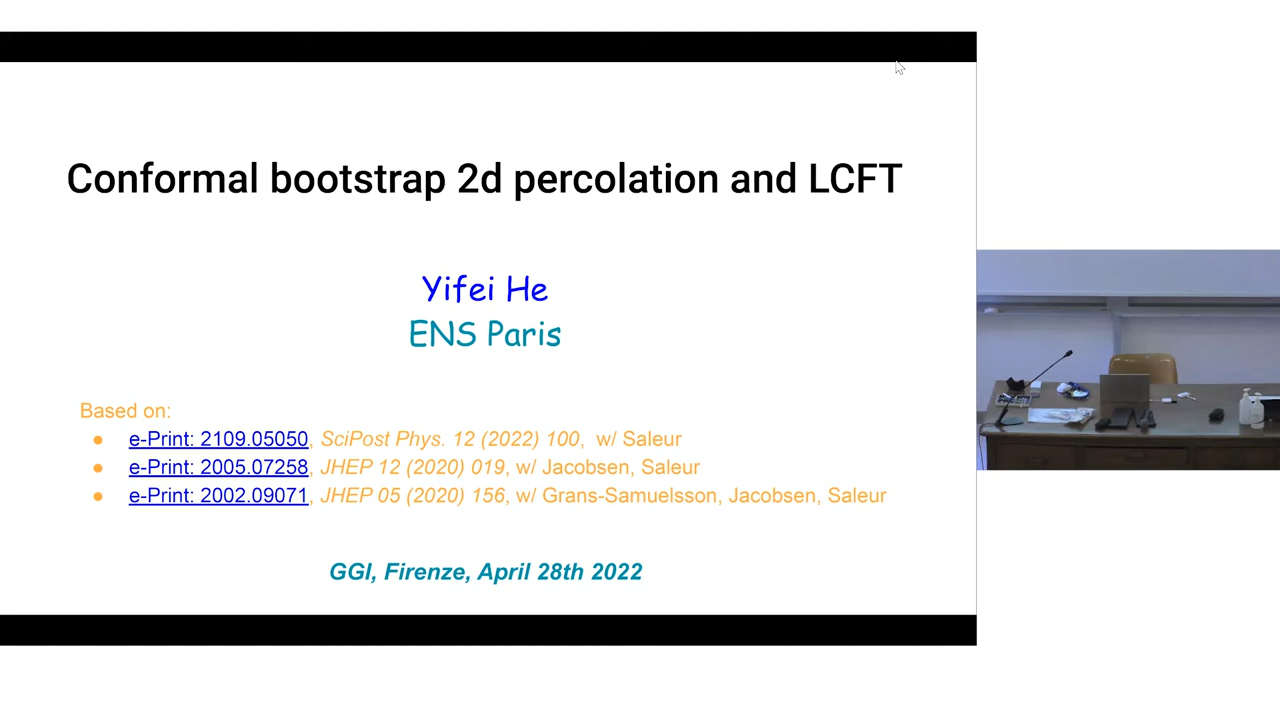 Conformal bootstrap 2d percolation and LCFT
Yifei He
ENS Paris
Based on:
● e-Print: 2109.05050, SciPost Phys. 12 (2022) 100, w/ Saleur
● e-Print: 2005.07258, JHEP 12 (2020) 019, w/ Jacobsen, Saleur
● e-Print: 2002.09071, JHEP 05 (2020) 156, w/ Grans-Samuelsson, Jacobsen, Saleur
GGI, Firenze, April 28th 2022